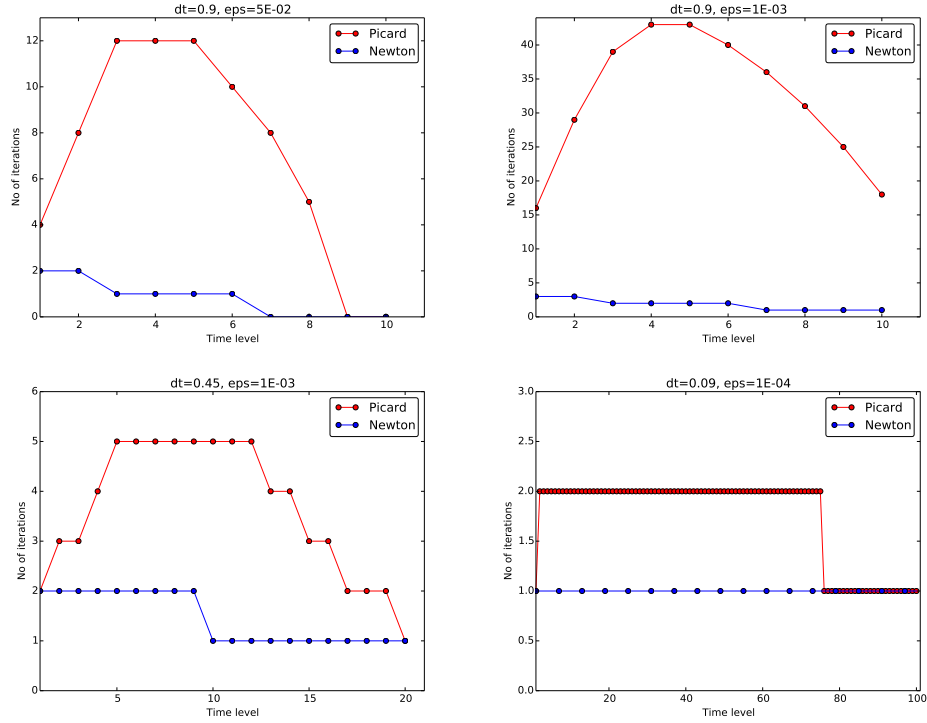 dt=0.9, eps=5E-02
Picard
Newton
No of iterations
12
10
8
6
4
2
0
2 4 6 8 10
Time level
dt=0.9, eps=1E-03
Picard
Newton
No of iterations
40
35
30
25
20
15
10
5
0
2 4 6 8 10
Time level
dt=0.45, eps=1E-03
Picard
Newton
No of iterations
6
5
4
3
2
1
0
5 10 15 20
Time level
dt=0.09, eps=1E-04
Picard
Newton
No of iterations
3.0
2.5
2.0
1.5
1.0
0.5
0.0
20 40 60 80 100
Time level